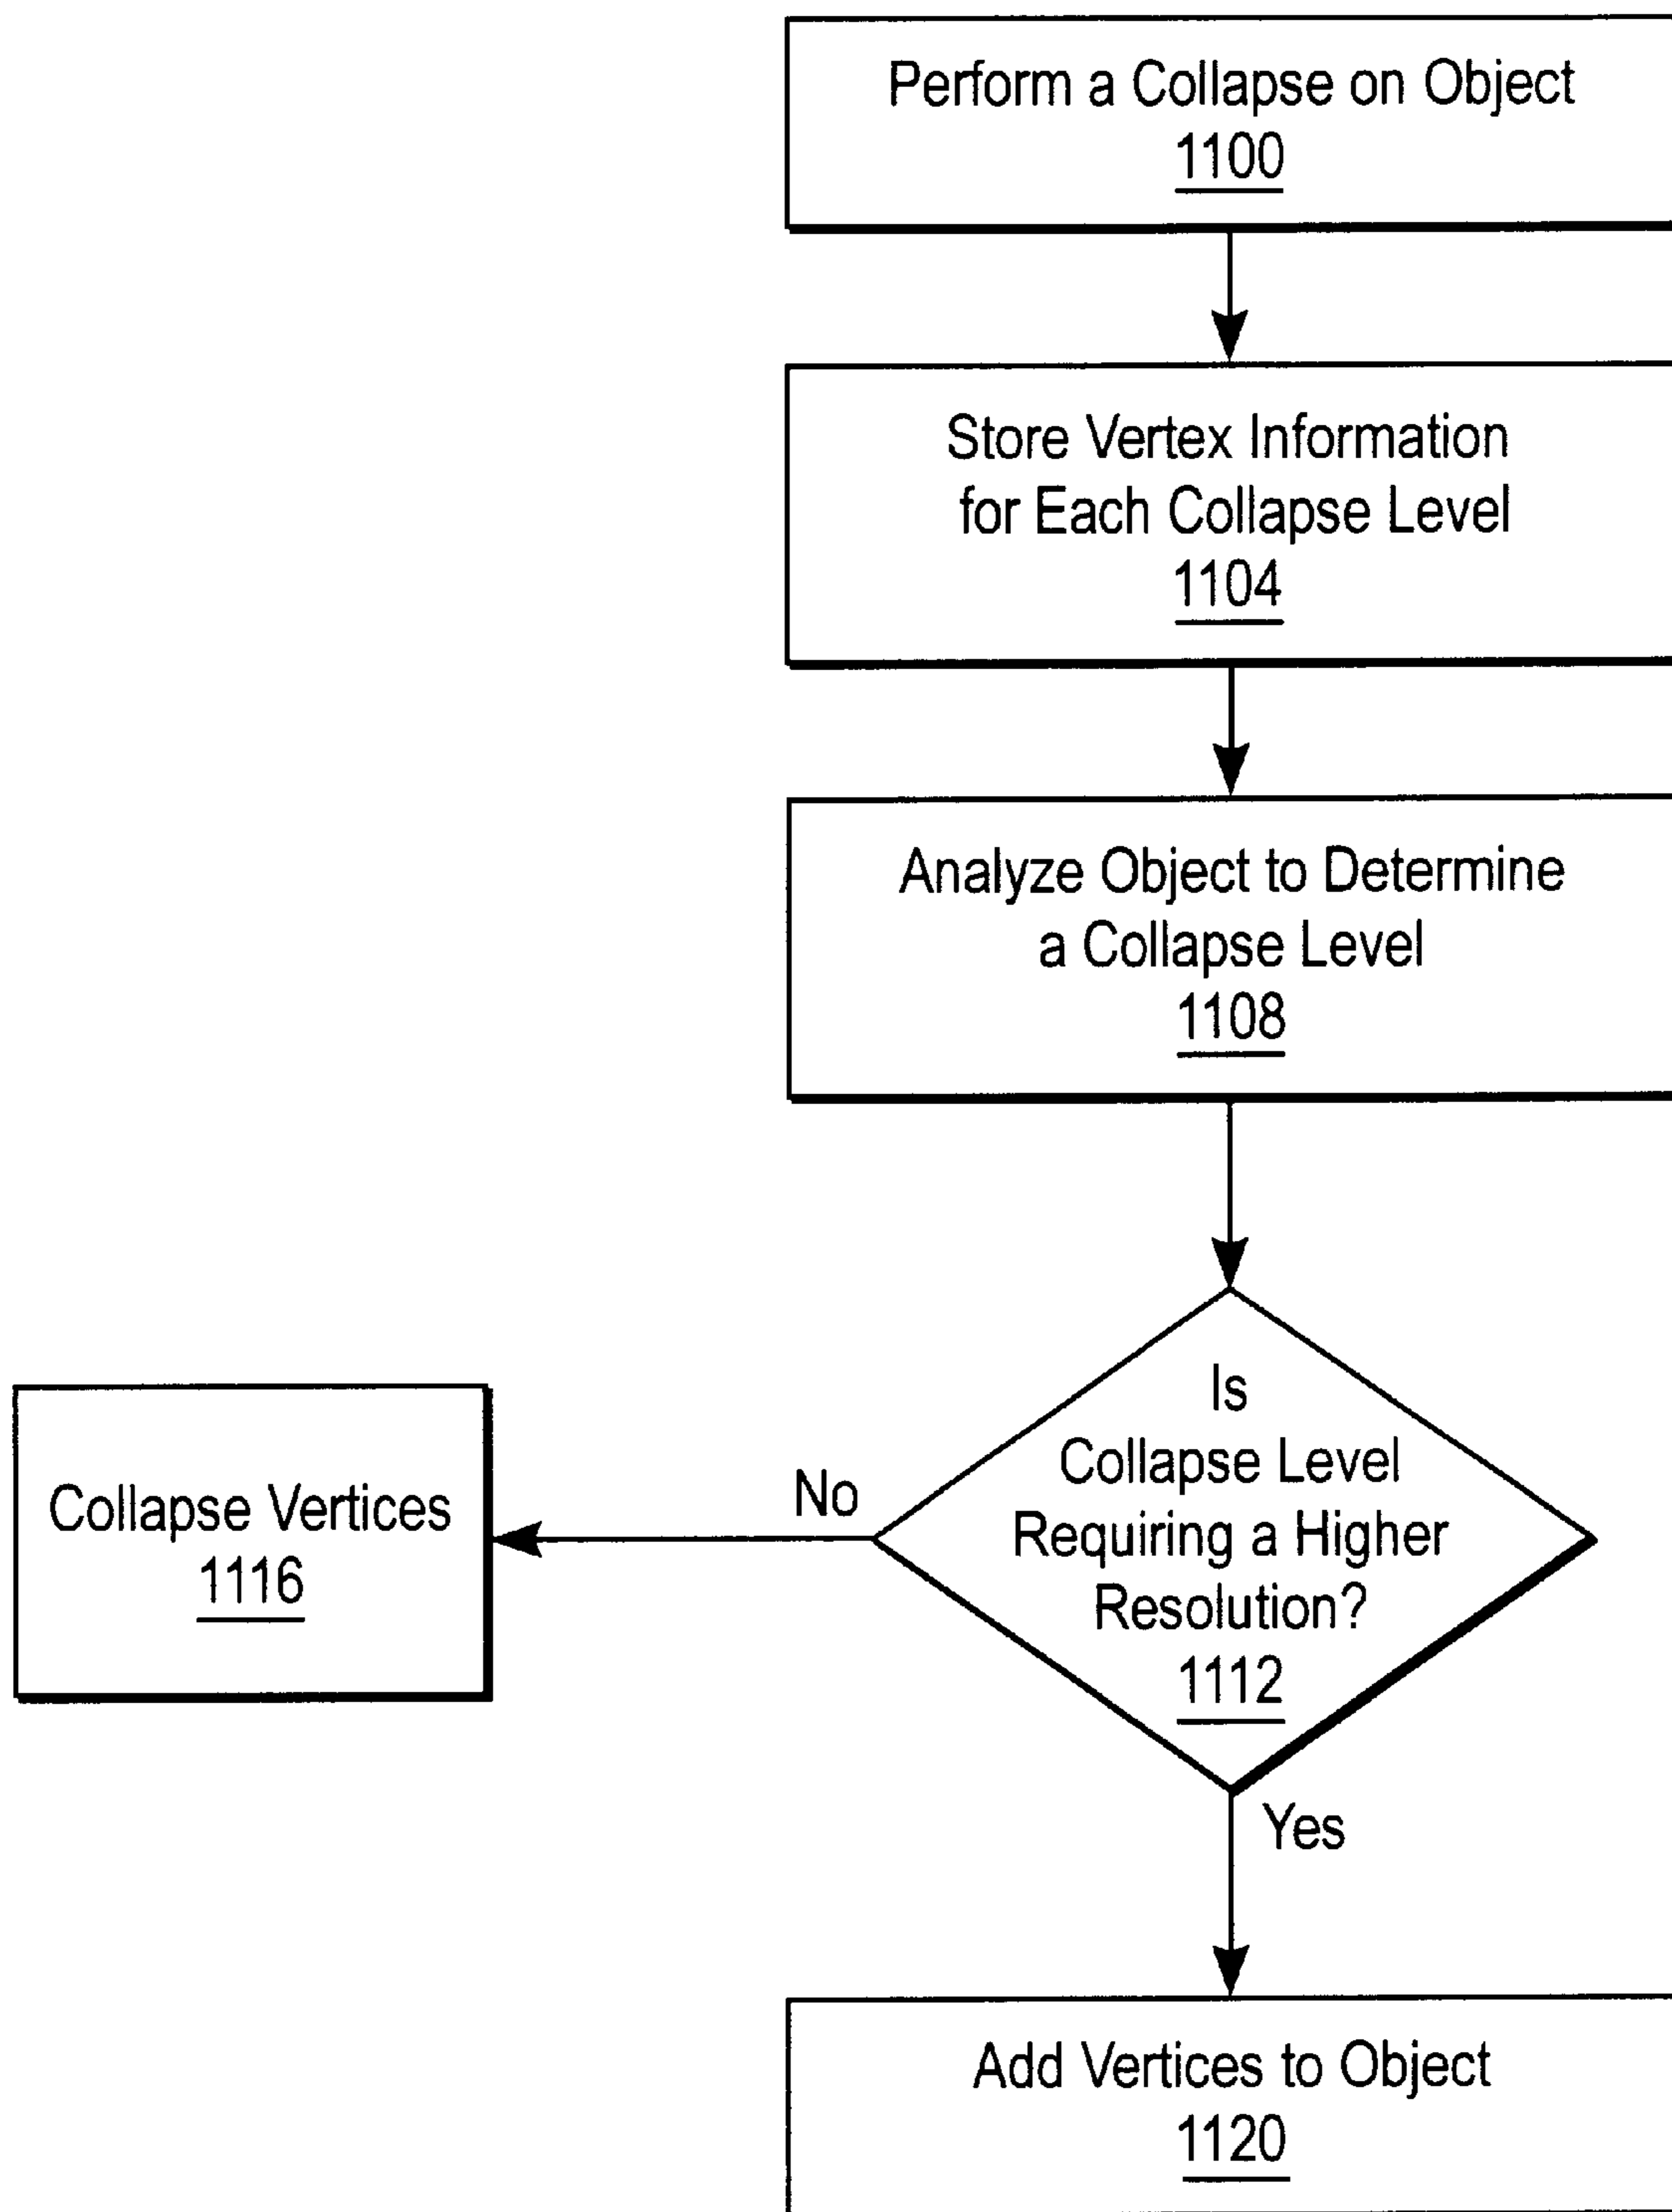 Perform a Collapse on Object
1100
Store Vertex Information
for Each Collapse Level
1104
Analyze Object to Determine
a Collapse Level
1108
Is
Collapse Level
Requiring a Higher
Resolution?
1112
No
Collapse Vertices
1116
Yes
Add Vertices to Object
1120